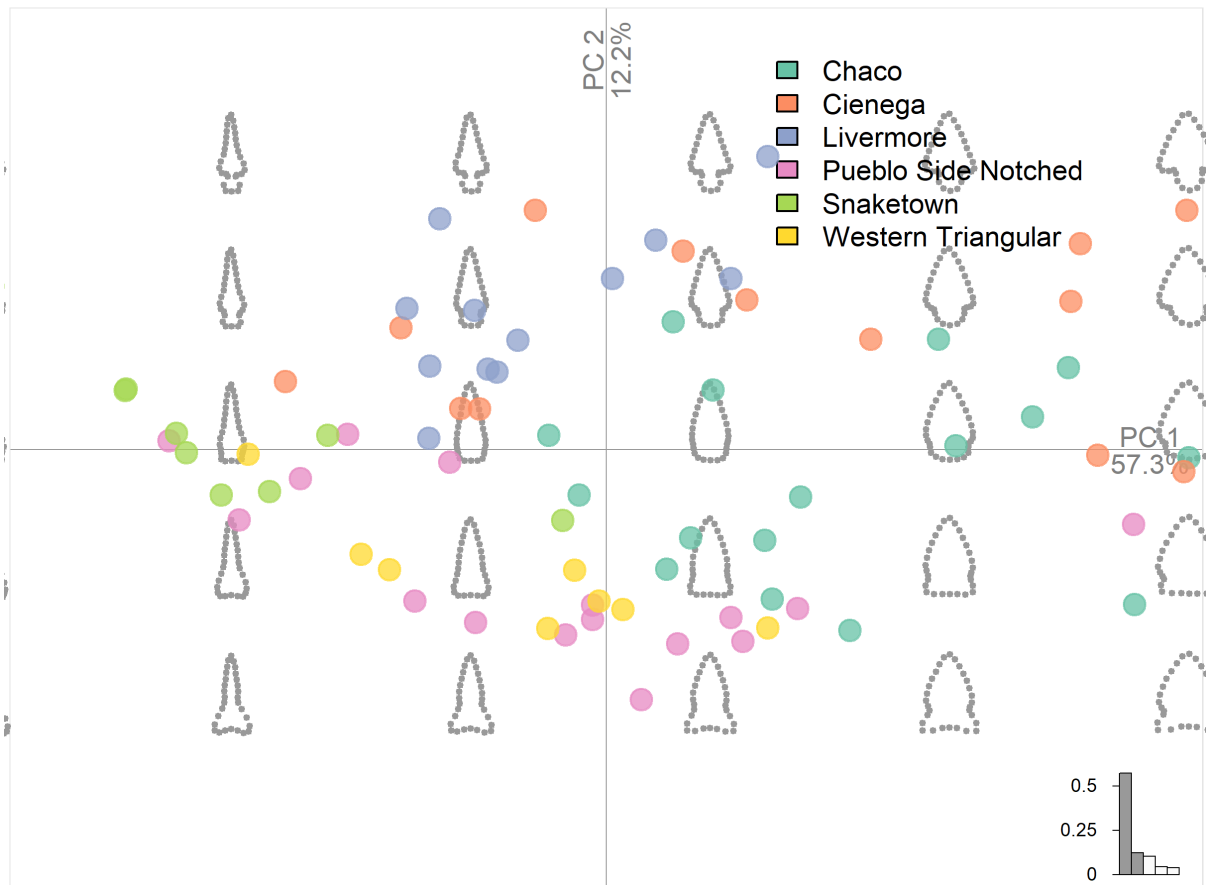 PC 2
12.2%
Chaco
Cienega
Livermore
Pueblo Side Notched
Snaketown
Western Triangular
PC 1
57.3%
0.5
0.25
0